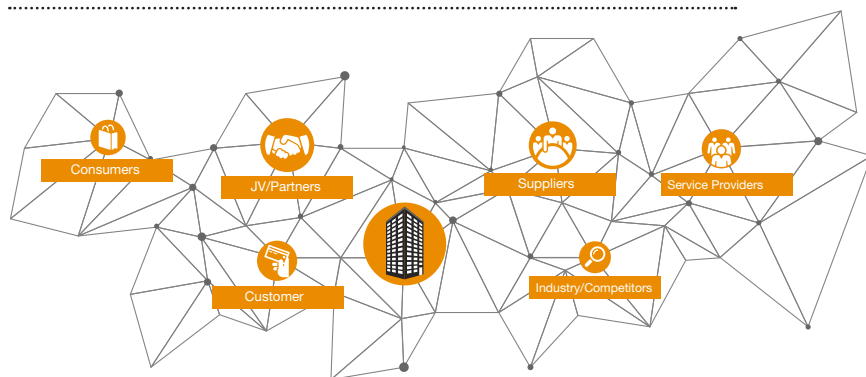 Consumers
JV/Partners
Suppliers
Service Providers
Customer
Industry/Competitors